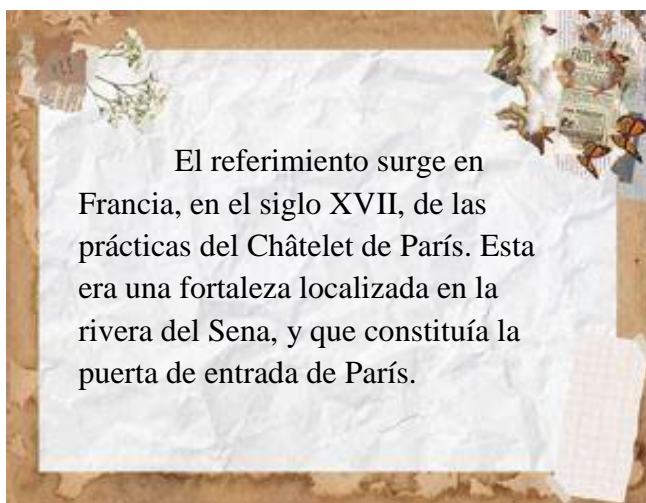 El referimiento surge en
Francia, en el siglo XVII, de las
prácticas del Châtelet de París. Esta
era una fortaleza localizada en la
rivera del Sena, y que constituía la
puerta de entrada de París.